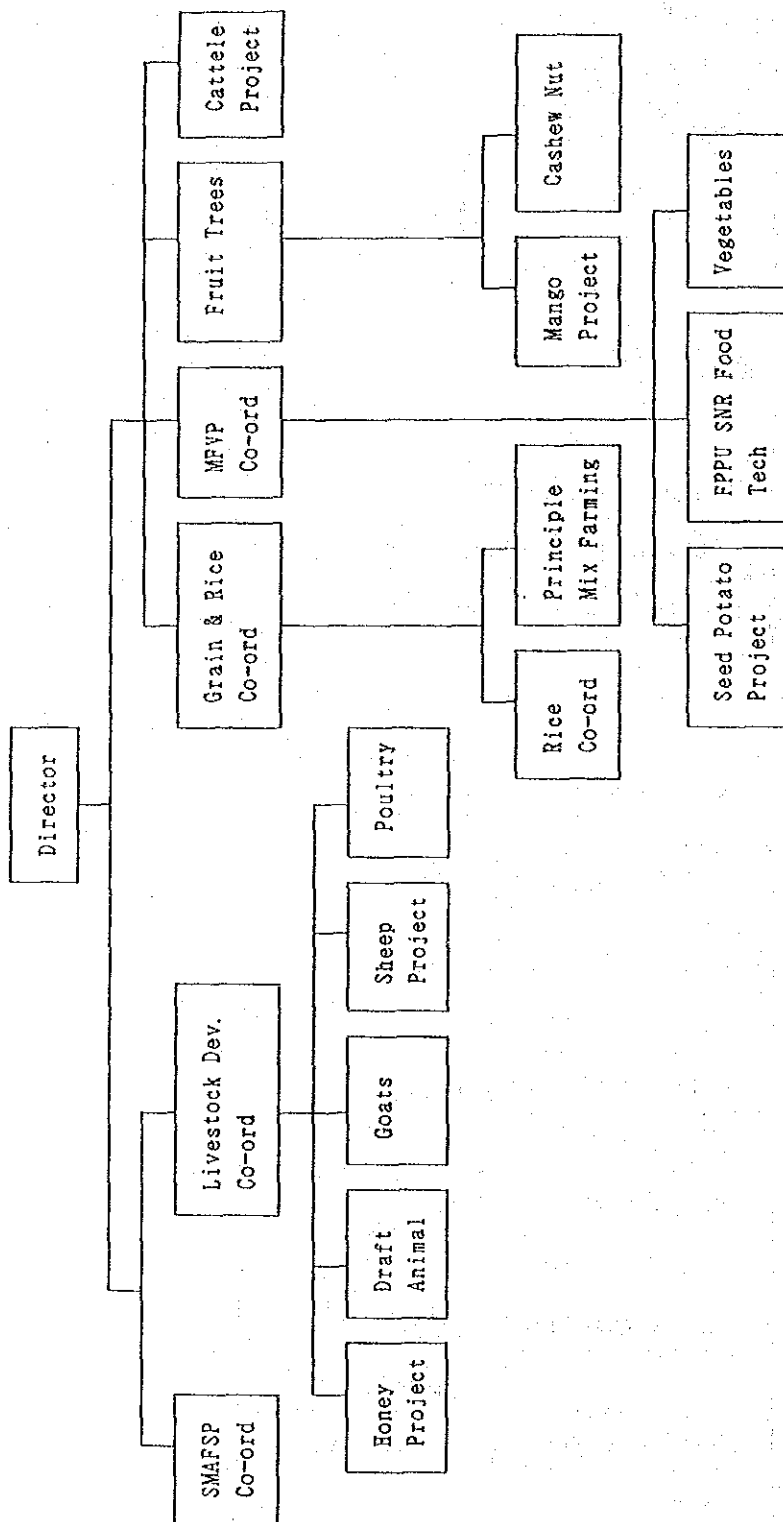 Director
SMAFSP
Co-ord
Livestock Dev.
Co-ord
Grain & Rice
Co-ord
MFVP
Co-ord
Fruit Trees
Cattele
Project
Honey
Project
Draft
Animal
Goats
Sheep
Project
Poultry
Rice
Co-ord
Principle
Mix Farming
Mango
Project
Cashew Nut
Seed Potato
Project
FPPU SNR Food
Tech
Vegetables